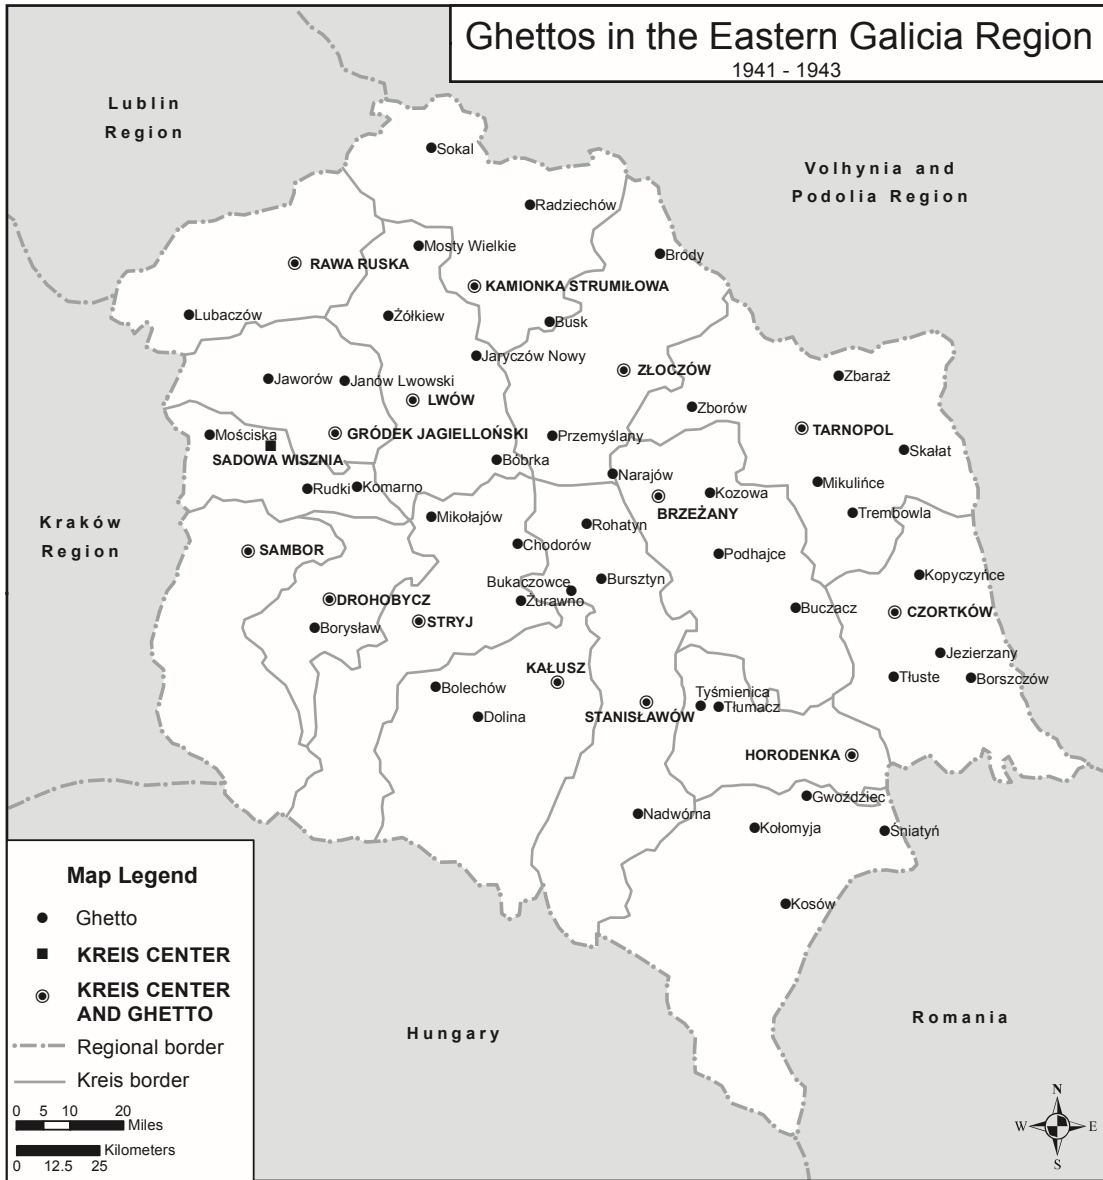 Ghettos in the Eastern Galicia Region
1941 - 1943
Lublin
Region
Volhynia and
Podolia Region
Sokal
Radziechów
Mosty Wielkie
Brody
RAWA RUSKA
KAMIONKA STRUMIŁOWA
Lubaczów
Żółkiew
Busk
Jaryczów Nowy
ZŁOCZÓW
Zbaraż
Jaworów
Janów Lwowski
LWÓW
Zborów
TARNOPOL
Mościska
GRÓDEK JAGIELLOŃSKI
Przemyślany
Skałat
SADOWA WISZNIA
Bóbrka
Narajów
Mikulińce
Rudki
Komarno
Kozowa
BRZEŻANY
Trembowla
Kraków
Region
Mikołajów
Rohatyn
SAMBOR
Chodorów
Podhajce
Kopyczyńce
Bukaczowce
Bursztyn
DROHOBYCZ
Żurawno
Buczacz
CZORTKÓW
Borysław
STRYJ
Jezierzany
KAŁUSZ
Tłuste
Borszczów
Bolechów
Tyśmienica
Dolina
STANISŁAWÓW
Tłumacz
HORODENKA
Gwoździec
Nadwórna
Kołomyja
Śniatyń
Kosów
Hungary
Romania
Map Legend
Ghetto
KREIS CENTER
KREIS CENTER
AND GHETTO
Regional border
Kreis border
0 5 10 20
Miles
Kilometers
0 12.5 25
N
W E
S